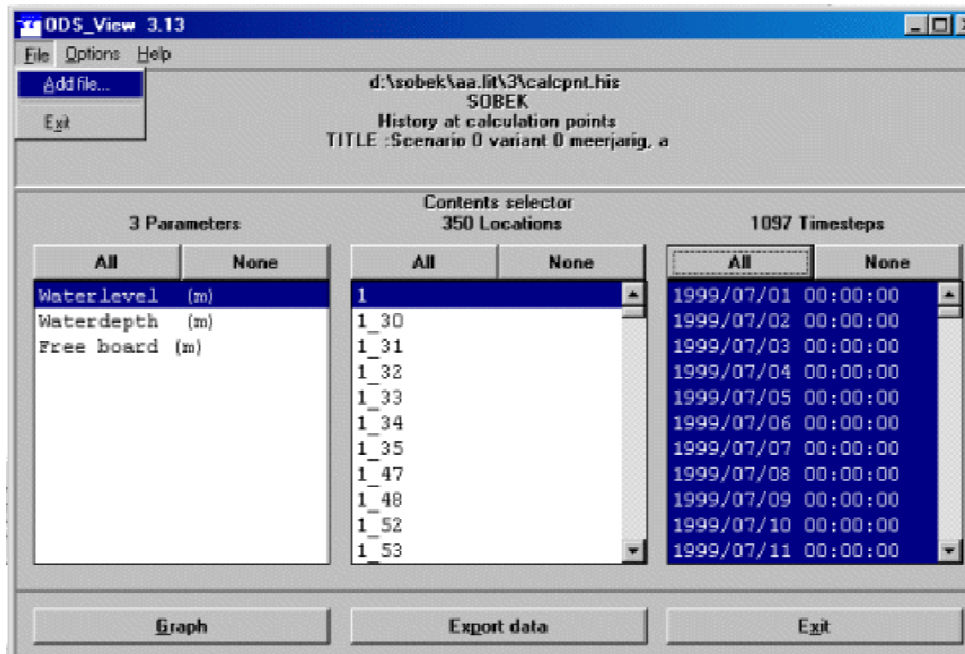 ODS_View 3.13
File Options Help
Add file...
Exit
d:\sobek\aa.lit\3\calcpnt.his
SOBEK
History at calculation points
TITLE :Scenario 0 variant 0 meerjarig, a
Contents selector
3 Parameters 350 Locations 1097 Timesteps
All None All None All None
Waterlevel (m)
Waterdepth (m)
Free board (m)
1
1_30
1_31
1_32
1_33
1_34
1_35
1_47
1_48
1_52
1_53
1999/07/01 00:00:00
1999/07/02 00:00:00
1999/07/03 00:00:00
1999/07/04 00:00:00
1999/07/05 00:00:00
1999/07/06 00:00:00
1999/07/07 00:00:00
1999/07/08 00:00:00
1999/07/09 00:00:00
1999/07/10 00:00:00
1999/07/11 00:00:00
Graph Export data Exit